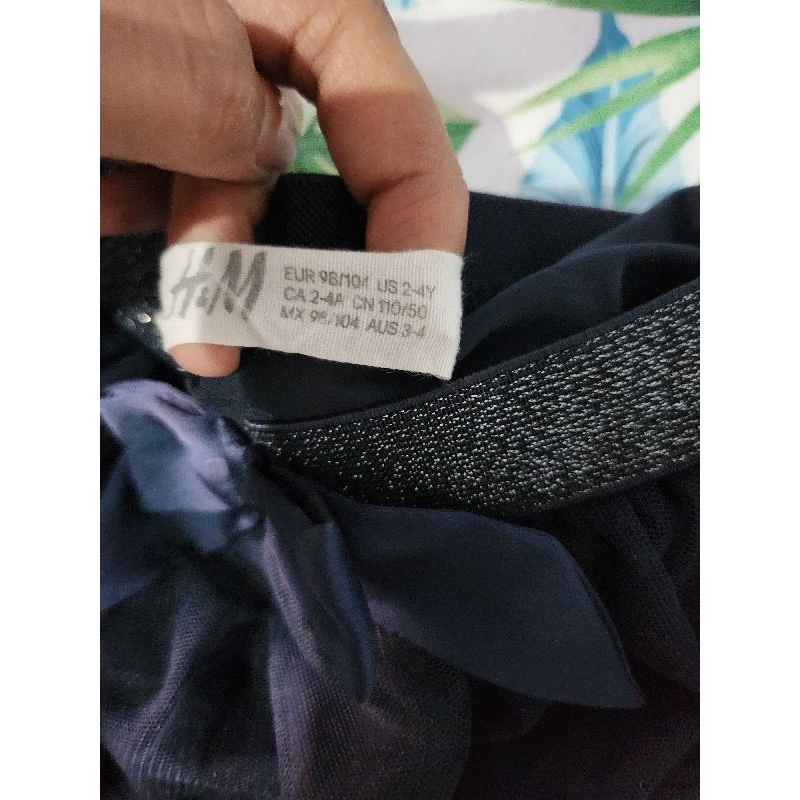 H&M
EUR 98/104 US 2-4Y
CA 2-4A CN 110/50
MX 98/104 AUS 3-4